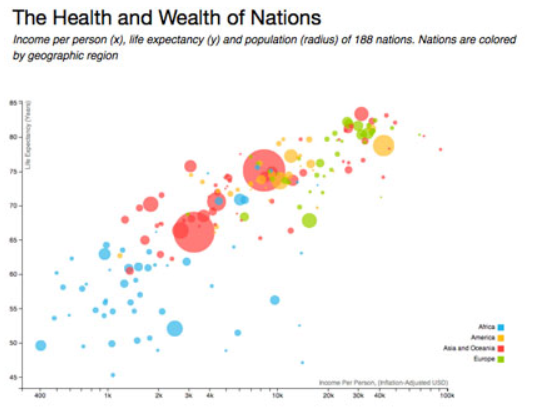 The Health and Wealth of Nations
Income per person (x), life expectancy (y) and population (radius) of 188 nations. Nations are colored
by geographic region
85
Life Expectancy (Years)
80
75
70
65
60
55
50
45
Africa
America
Asia and Oceania
Europe
Income Per Person, (Inflation-Adjusted USD)
400
1k
2k
3k
4k
10k
20k
30k
40k
100k